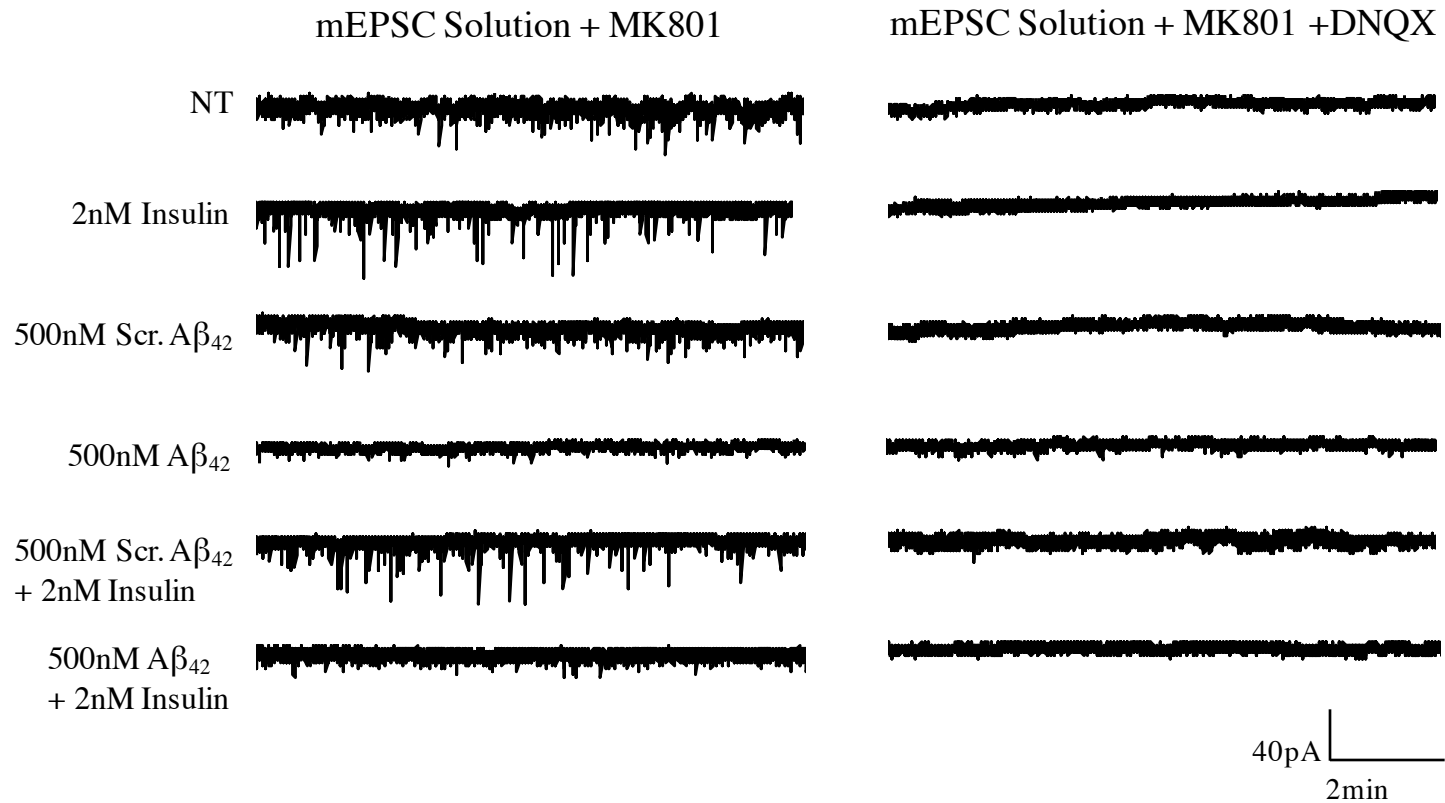 mEPSC Solution + MK801
mEPSC Solution + MK801 +DNQX
NT
2nM Insulin
500nM Scr. Aβ₄₂
500nM Aβ₄₂
500nM Scr. Aβ₄₂
+ 2nM Insulin
500nM Aβ₄₂
+ 2nM Insulin
40pA
2min